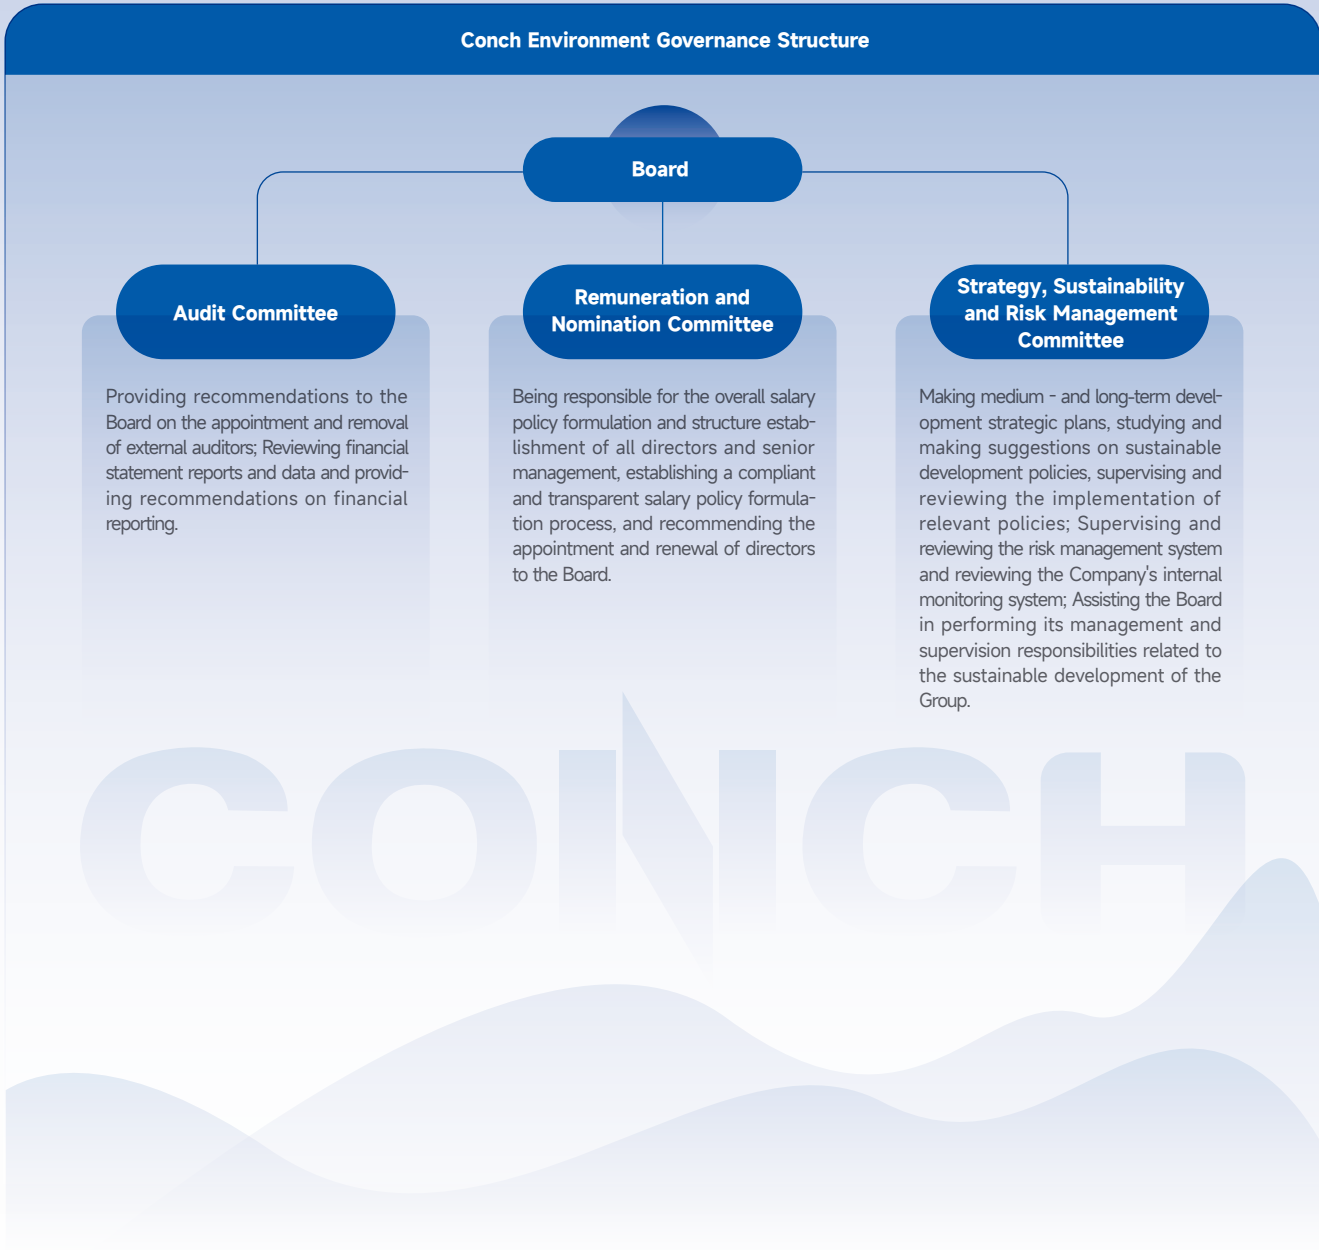 Conch Environment Governance Structure
Board
Audit Committee
Providing recommendations to the
Board on the appointment and removal
of external auditors; Reviewing financial
statement reports and data and provid-
ing recommendations on financial
reporting.
Remuneration and
Nomination Committee
Being responsible for the overall salary
policy formulation and structure estab-
lishment of all directors and senior
management, establishing a compliant
and transparent salary policy formula-
tion process, and recommending the
appointment and renewal of directors
to the Board.
Strategy, Sustainability
and Risk Management
Committee
Making medium - and long-term devel-
opment strategic plans, studying and
making suggestions on sustainable
development policies, supervising and
reviewing the implementation of
relevant policies; Supervising and
reviewing the risk management system
and reviewing the Company's internal
monitoring system; Assisting the Board
in performing its management and
supervision responsibilities related to
the sustainable development of the
Group.
CONCH